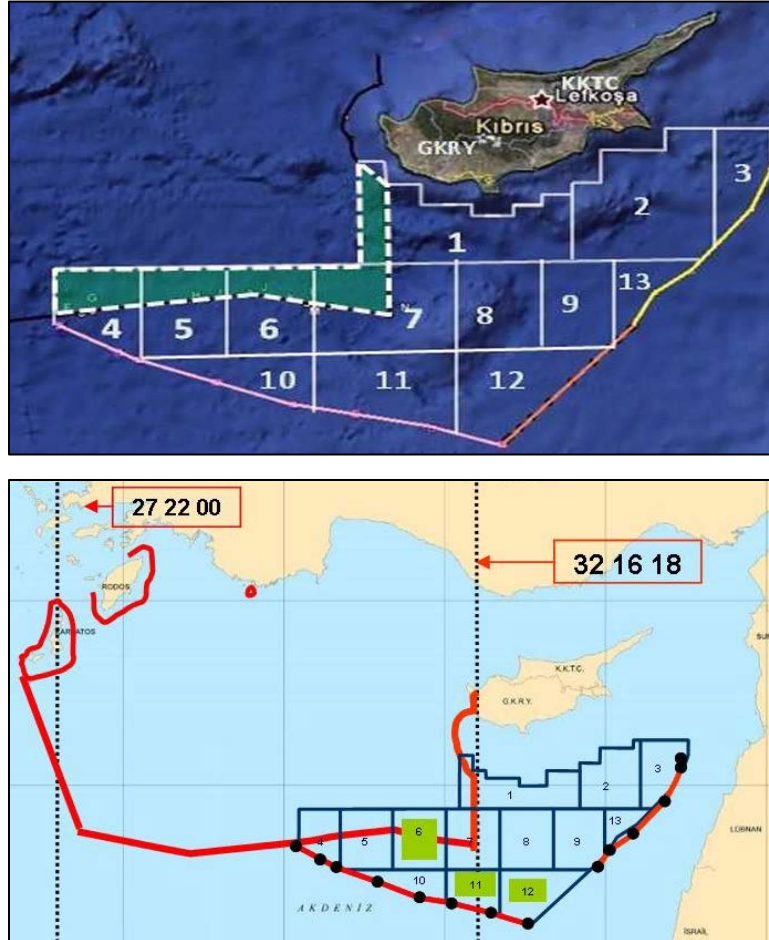 KKTC
Lefkoşa
Kıbrıs
GKRY
3
2
1
13
4
5
6
7
8
9
10
11
12
27 22 00
32 16 18
RODOS
K.K.T.C.
G.K.R.Y.
3
2
1
13
4
5
6
7
8
9
LÜBNAN
10
11
12
AKDENİZ
İSRAİL